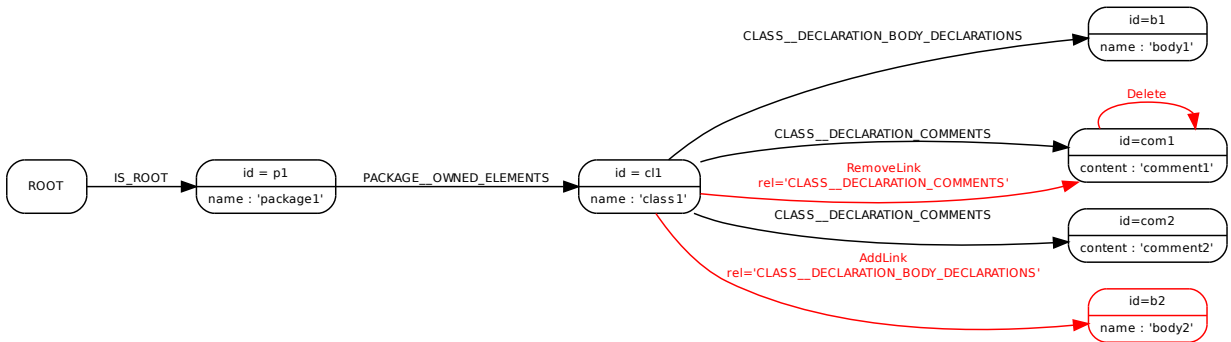 ROOT
IS_ROOT
id = p1
name : 'package1'
PACKAGE__OWNED_ELEMENTS
id = cl1
name : 'class1'
CLASS__DECLARATION_BODY_DECLARATIONS
id=b1
name : 'body1'
Delete
CLASS__DECLARATION_COMMENTS
id=com1
content : 'comment1'
RemoveLink
rel='CLASS__DECLARATION_COMMENTS'
CLASS__DECLARATION_COMMENTS
id=com2
content : 'comment2'
AddLink
rel='CLASS__DECLARATION_BODY_DECLARATIONS'
id=b2
name : 'body2'